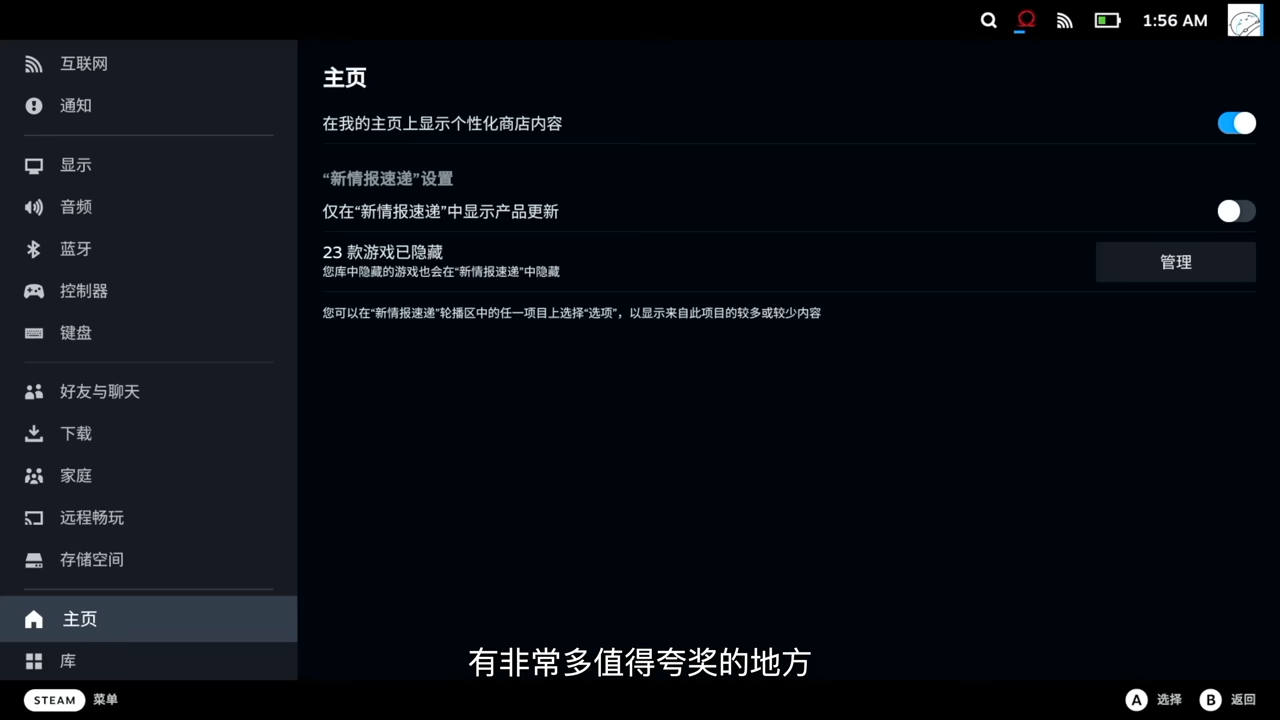 1:56 AM
互联网
通知
显示
音频
蓝牙
控制器
键盘
好友与聊天
下载
家庭
远程畅玩
存储空间
主页
库
主页
在我的主页上显示个性化商店内容
“新情报速递”设置
仅在“新情报速递”中显示产品更新
23 款游戏已隐藏
您库中隐藏的游戏也会在“新情报速递”中隐藏
管理
您可以在“新情报速递”轮播区中的任一项目上选择“选项”，以显示来自此项目的较多或较少内容
有非常多值得夸奖的地方
STEAM 菜单
A 选择 B 返回